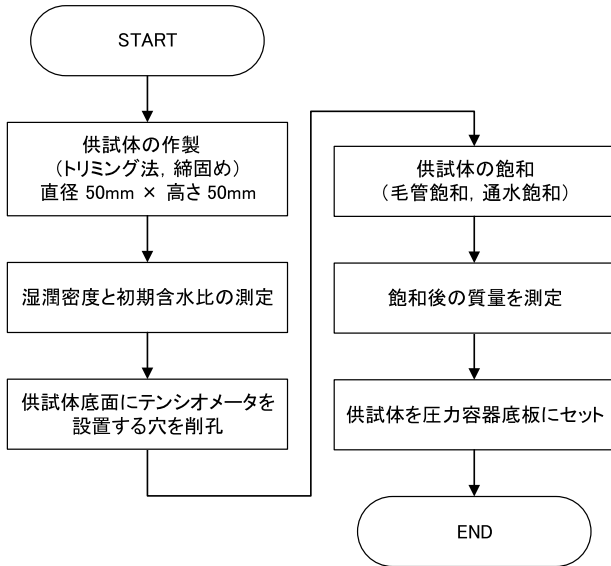 START
供試体の作製
(トリミング法, 締固め)
直径 50mm × 高さ 50mm
湿潤密度と初期含水比の測定
供試体底面にテンシオメータを
設置する穴を削孔
供試体の飽和
(毛管飽和, 通水飽和)
飽和後の質量を測定
供試体を圧力容器底板にセット
END